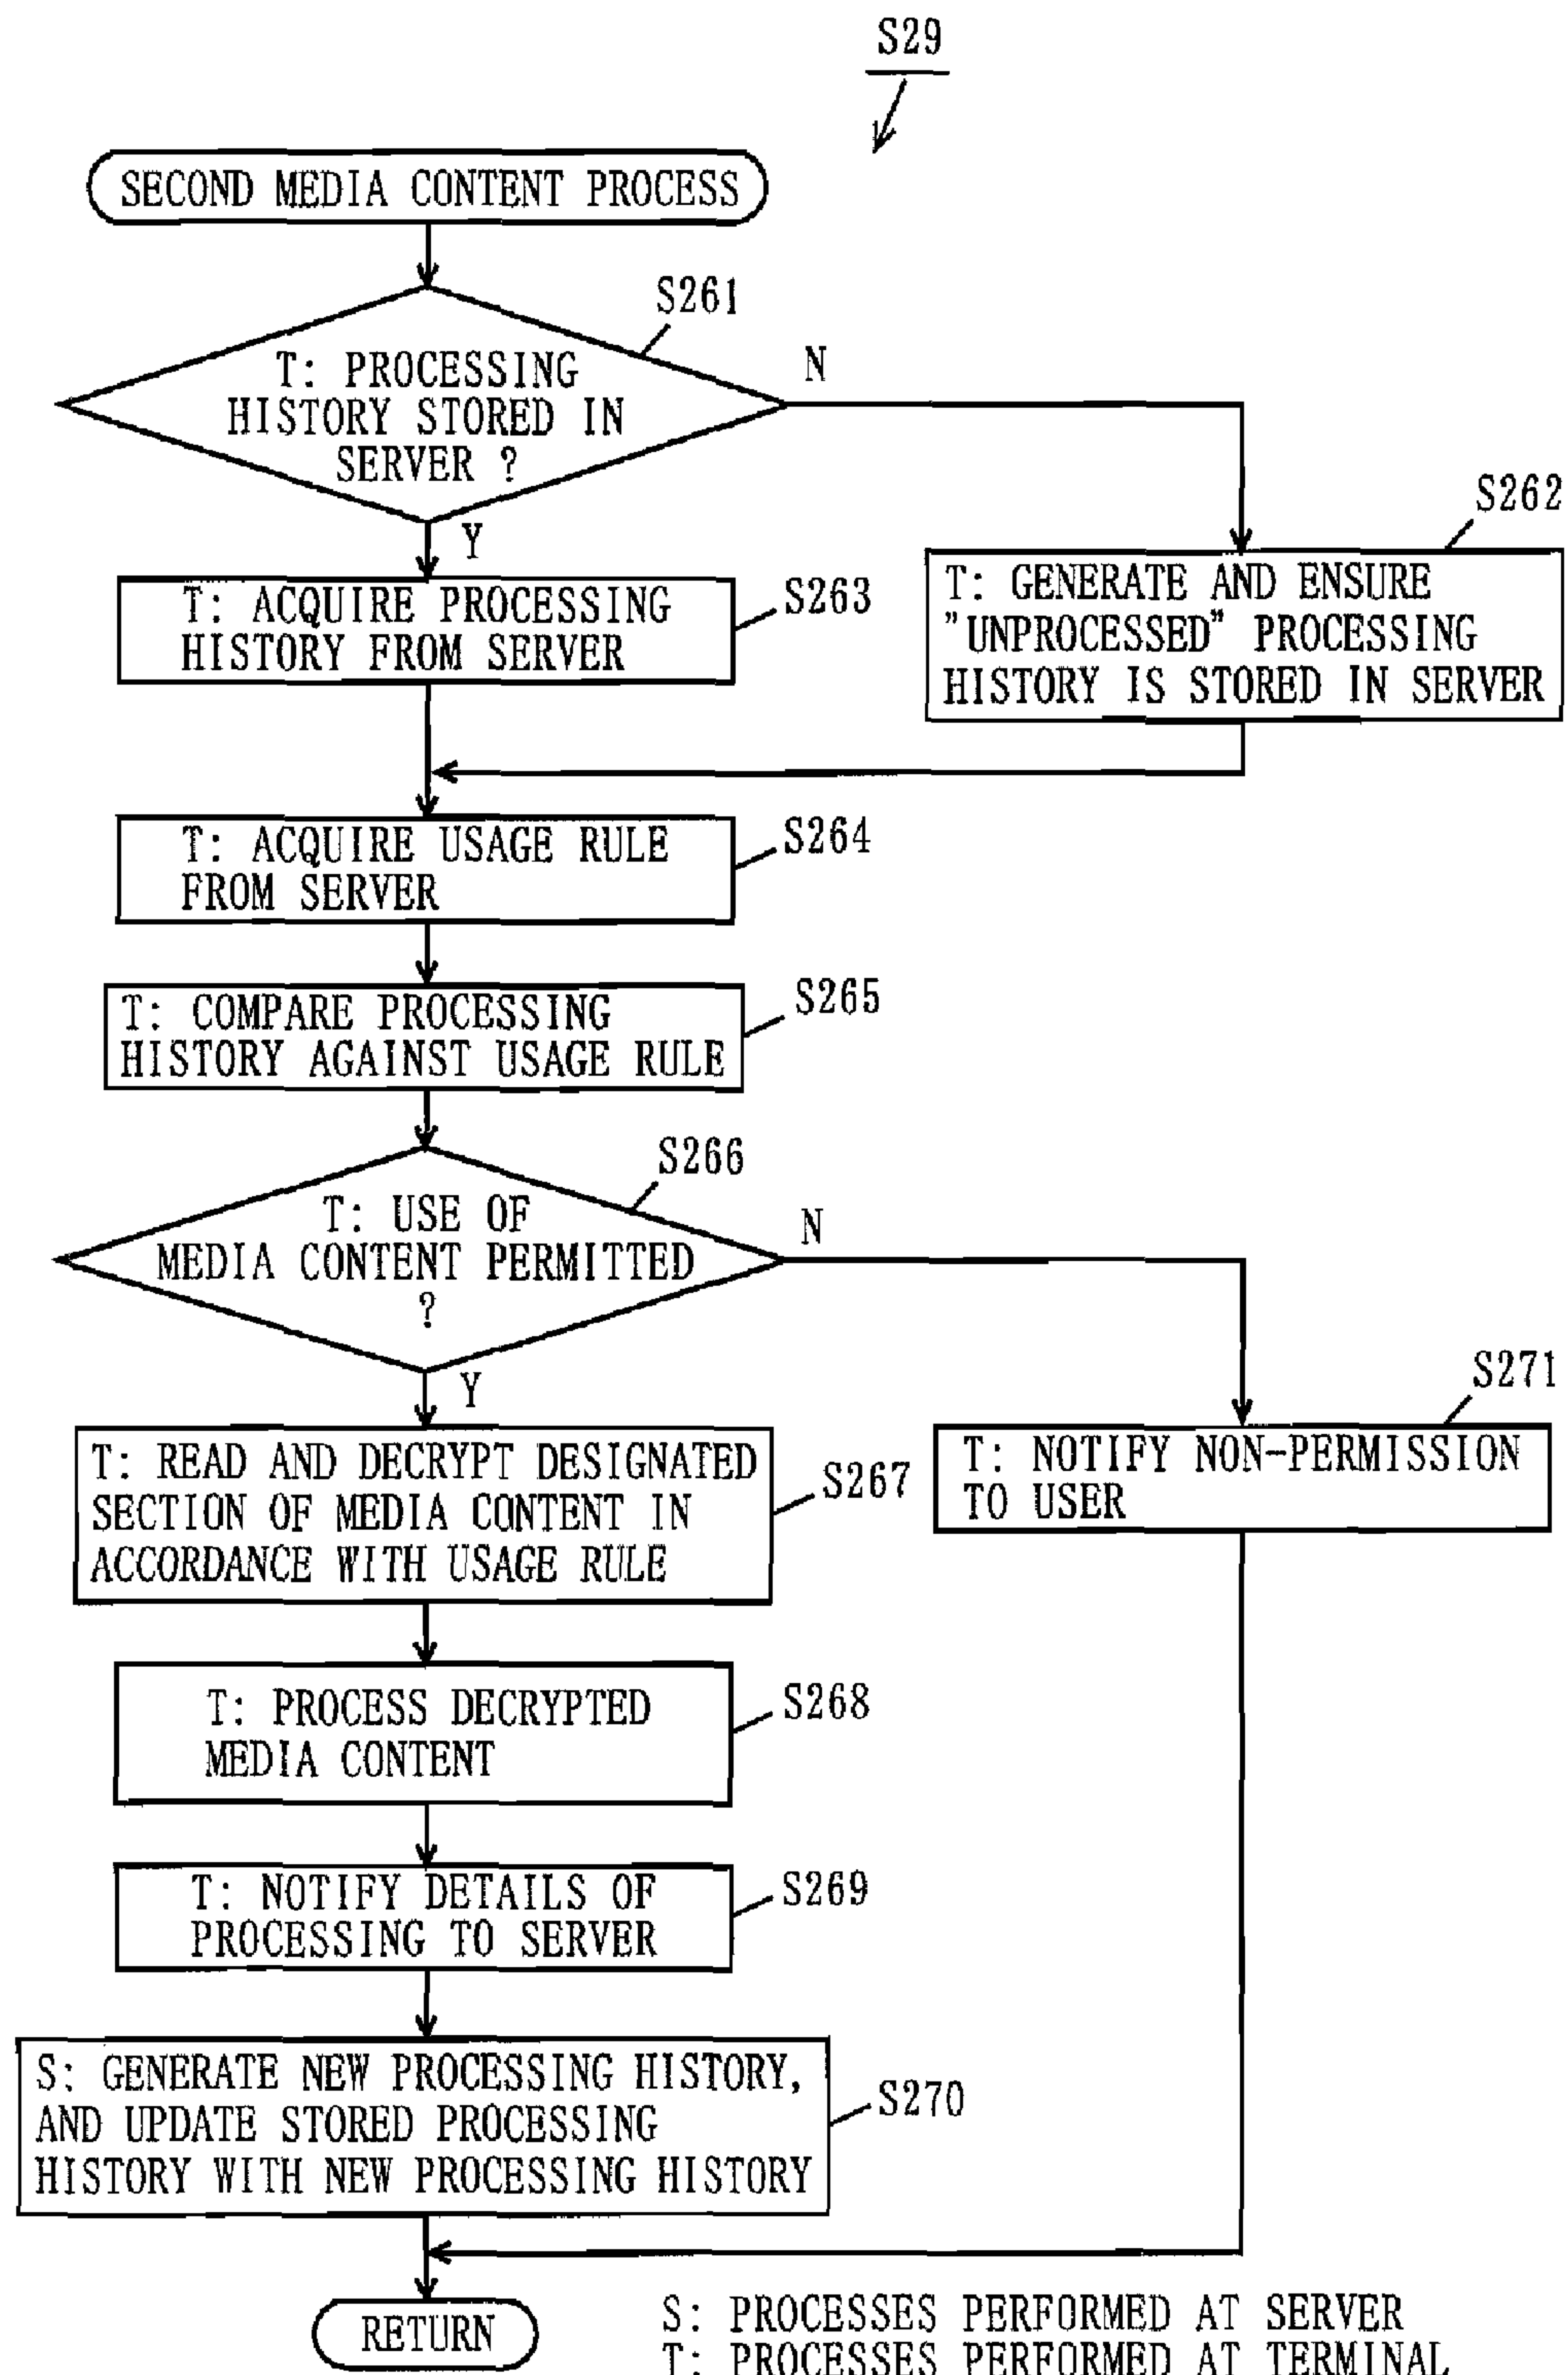 S29
SECOND MEDIA CONTENT PROCESS
S261
T: PROCESSING
HISTORY STORED IN
SERVER ?
N
Y
S262
T: GENERATE AND ENSURE
"UNPROCESSED" PROCESSING
HISTORY IS STORED IN SERVER
S263
T: ACQUIRE PROCESSING
HISTORY FROM SERVER
S264
T: ACQUIRE USAGE RULE
FROM SERVER
S265
T: COMPARE PROCESSING
HISTORY AGAINST USAGE RULE
S266
T: USE OF
MEDIA CONTENT PERMITTED
?
N
Y
S271
T: NOTIFY NON-PERMISSION
TO USER
S267
T: READ AND DECRYPT DESIGNATED
SECTION OF MEDIA CONTENT IN
ACCORDANCE WITH USAGE RULE
S268
T: PROCESS DECRYPTED
MEDIA CONTENT
S269
T: NOTIFY DETAILS OF
PROCESSING TO SERVER
S270
S: GENERATE NEW PROCESSING HISTORY,
AND UPDATE STORED PROCESSING
HISTORY WITH NEW PROCESSING HISTORY
RETURN
S: PROCESSES PERFORMED AT SERVER
T: PROCESSES PERFORMED AT TERMINAL